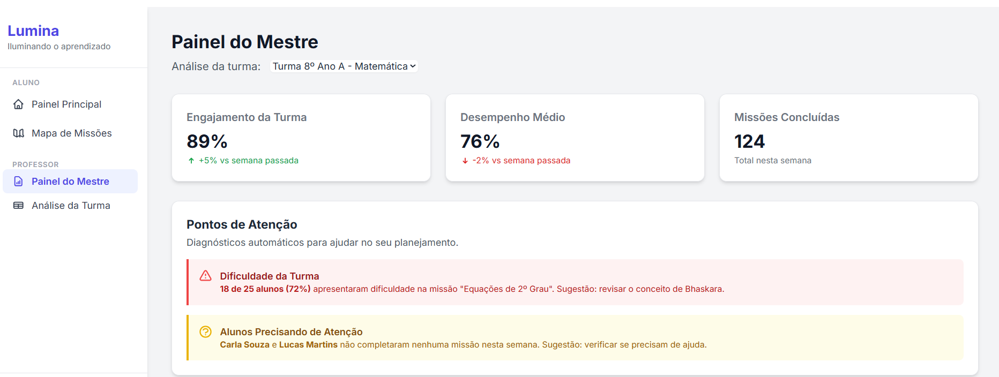 Lumina
Iluminando o aprendizado
ALUNO
Painel Principal
Mapa de Missões
PROFESSOR
Painel do Mestre
Análise da Turma
Painel do Mestre
Análise da turma: Turma 8º Ano A - Matemática
Engajamento da Turma
89%
+5% vs semana passada
Desempenho Médio
76%
-2% vs semana passada
Missões Concluídas
124
Total nesta semana
Pontos de Atenção
Diagnósticos automáticos para ajudar no seu planejamento.
Dificuldade da Turma
18 de 25 alunos (72%) apresentaram dificuldade na missão "Equações de 2º Grau". Sugestão: revisar o conceito de Bhaskara.
Alunos Precisando de Atenção
Carla Souza e Lucas Martins não completaram nenhuma missão nesta semana. Sugestão: verificar se precisam de ajuda.